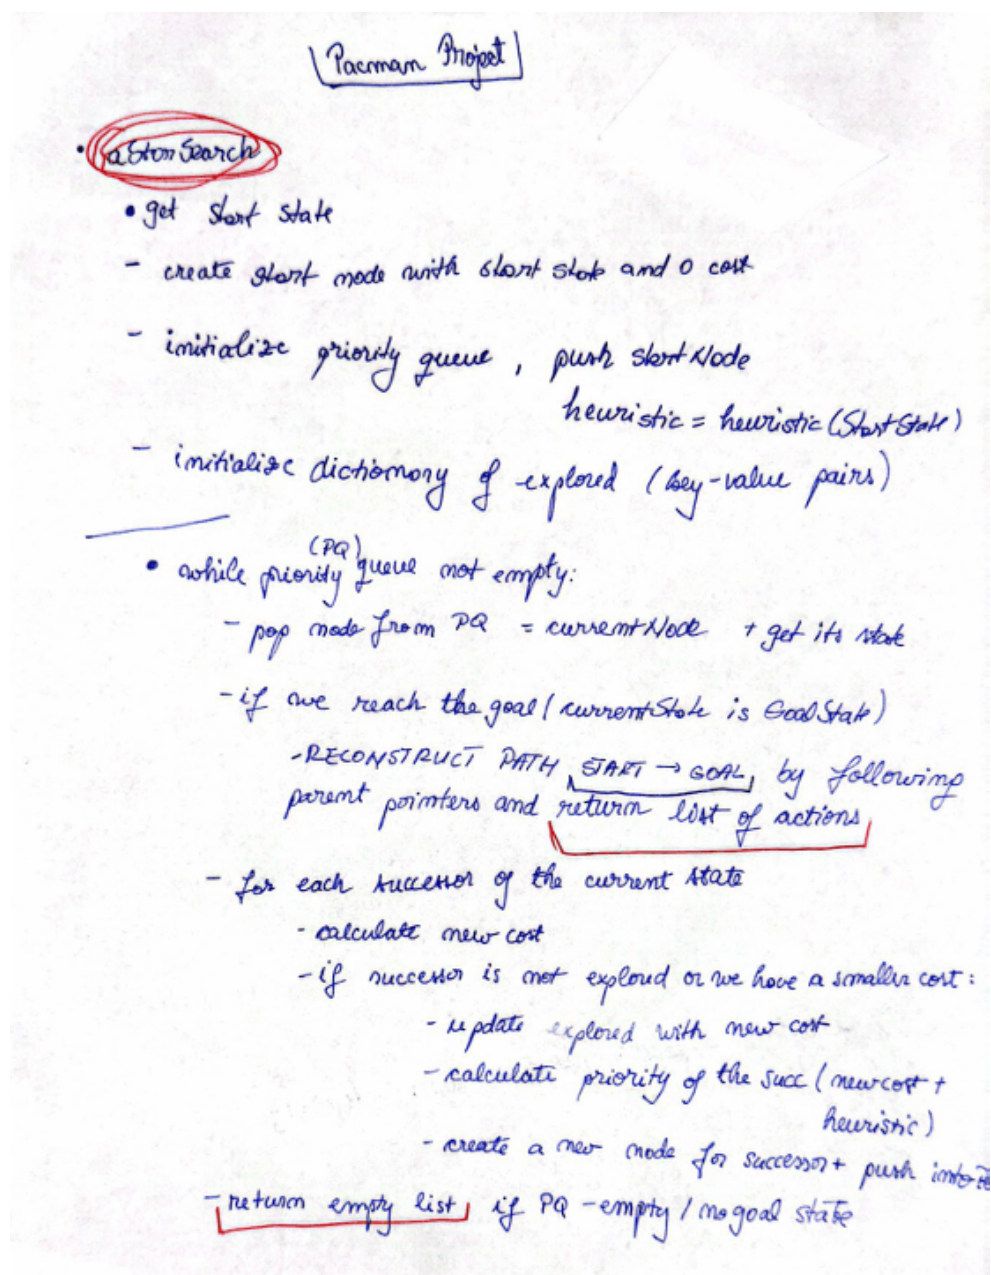 Pacman Project
• aStarSearch
• get start state
- create start node with start state and 0 cost
- initialize priority queue, push startNode
heuristic = heuristic(StartState)
- initialize dictionary of explored (key-value pairs)
(PQ)
• while priority queue not empty:
- pop node from PQ = currentNode + get its state
- if we reach the goal (currentState is GoalState)
- RECONSTRUCT PATH START → GOAL, by following
parent pointers and return list of actions
- for each successor of the current state
- calculate new cost
- if successor is not explored or we have a smaller cost:
- update explored with new cost
- calculate priority of the succ (newcost +
heuristic)
- create a new node for successor + push into
- return empty list, if PQ - empty / no goal state